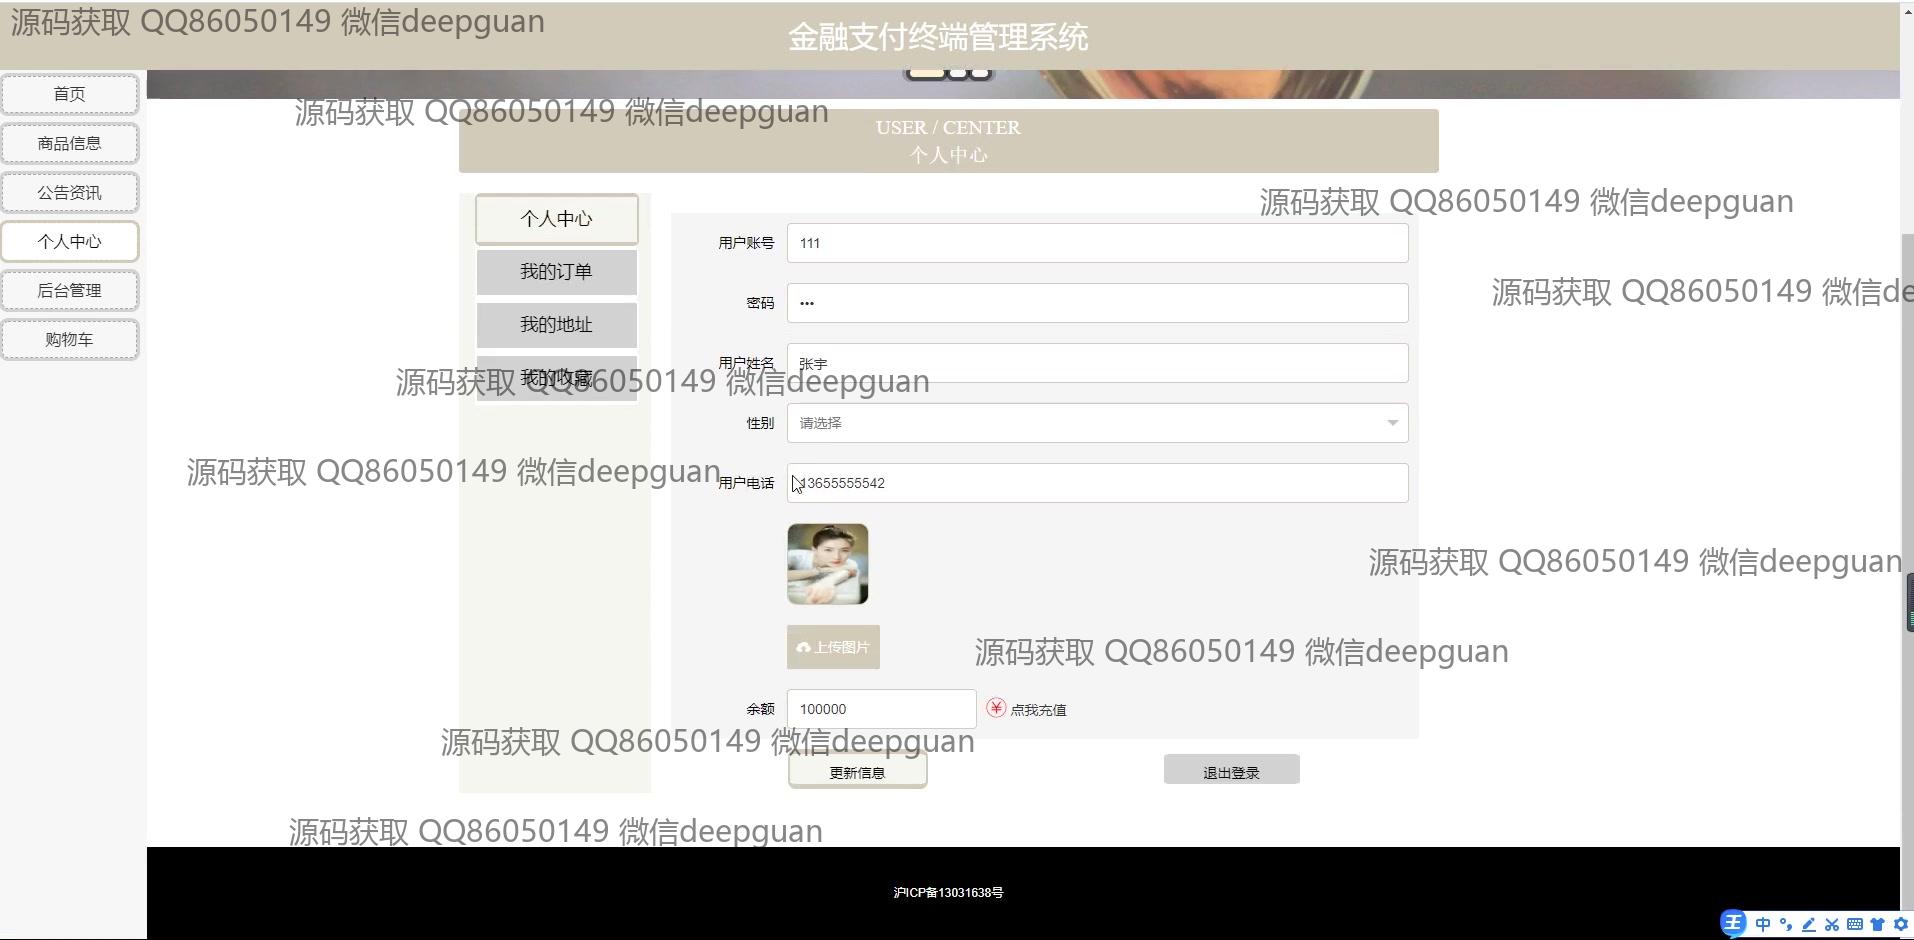 源码获取 QQ86050149 微信deepguan
金融支付终端管理系统
首页
商品信息
公告资讯
个人中心
后台管理
购物车
源码获取 QQ86050149 微信deepguan
USER / CENTER
个人中心
源码获取 QQ86050149 微信deepguan
个人中心
我的订单
我的地址
我的收藏
用户账号 111
密码 •••
源码获取 QQ86050149 微信de
用户姓名 张宇
源码获取 QQ86050149 微信deepguan
性别 请选择
源码获取 QQ86050149 微信deepguan
用户电话 13655555542
源码获取 QQ86050149 微信deepguan
上传图片
源码获取 QQ86050149 微信deepguan
余额 100000 点我充值
源码获取 QQ86050149 微信deepguan
更新信息 退出登录
源码获取 QQ86050149 微信deepguan
沪ICP备13031638号
王 中